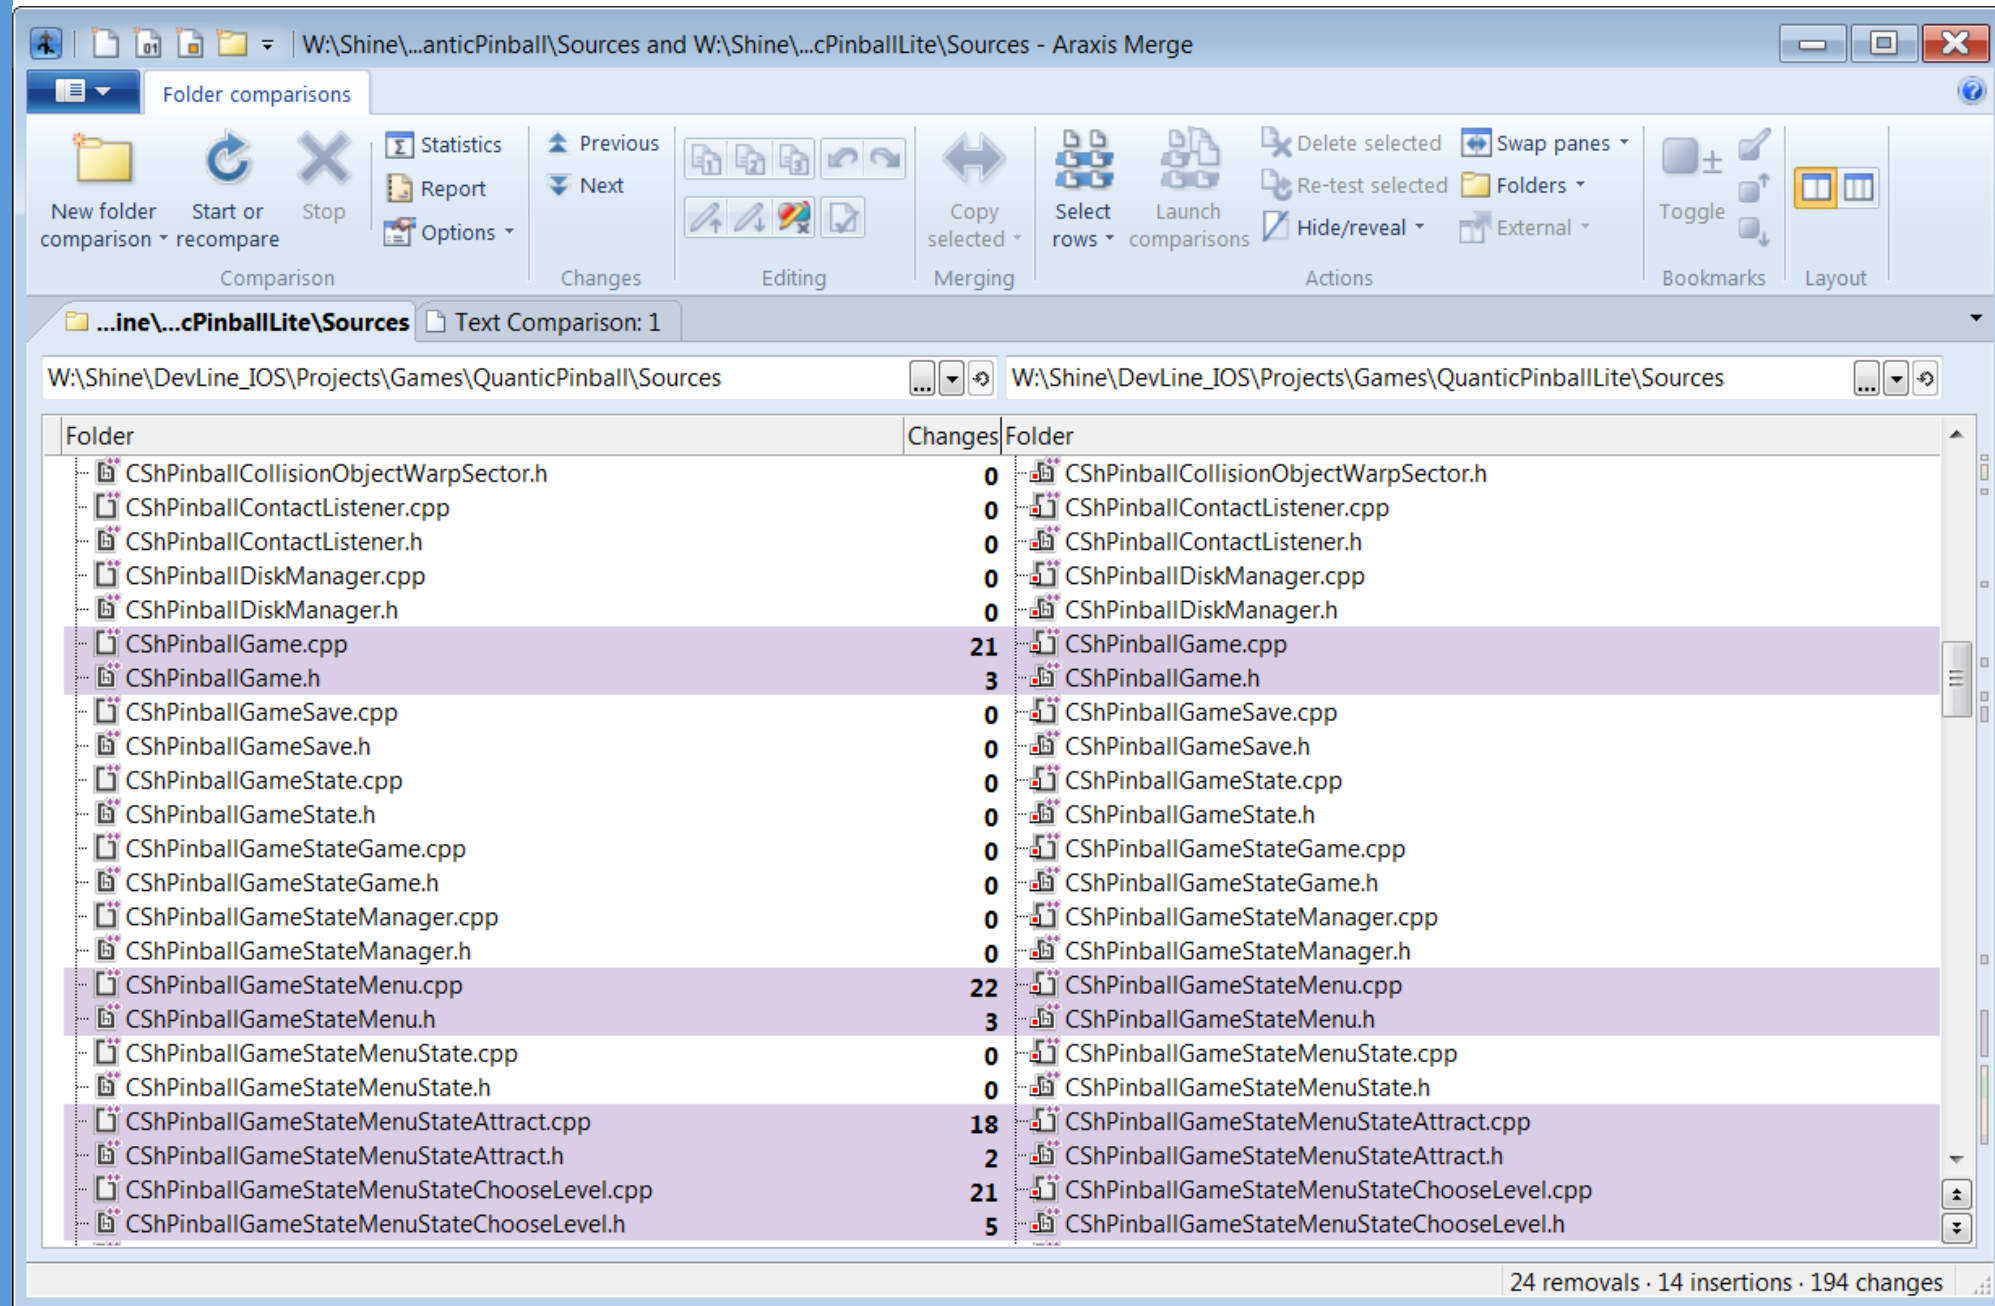 W:\Shine\...anticPinball\Sources and W:\Shine\...cPinballLite\Sources - Araxis Merge
Folder comparisons
New folder comparison
Start or recompare
Stop
Statistics
Report
Options
Comparison
Previous
Next
Changes
Editing
Copy selected
Merging
Select rows
Launch comparisons
Delete selected
Re-test selected
Hide/reveal
Swap panes
Folders
External
Actions
Toggle
Bookmarks
Layout
...ine\...cPinballLite\Sources
Text Comparison: 1
W:\Shine\DevLine_IOS\Projects\Games\QuanticPinball\Sources ... W:\Shine\DevLine_IOS\Projects\Games\QuanticPinballLite\Sources ...
Folder Changes Folder
CShPinballCollisionObjectWarpSector.h 0 CShPinballCollisionObjectWarpSector.h
CShPinballContactListener.cpp 0 CShPinballContactListener.cpp
CShPinballContactListener.h 0 CShPinballContactListener.h
CShPinballDiskManager.cpp 0 CShPinballDiskManager.cpp
CShPinballDiskManager.h 0 CShPinballDiskManager.h
CShPinballGame.cpp 21 CShPinballGame.cpp
CShPinballGame.h 3 CShPinballGame.h
CShPinballGameSave.cpp 0 CShPinballGameSave.cpp
CShPinballGameSave.h 0 CShPinballGameSave.h
CShPinballGameState.cpp 0 CShPinballGameState.cpp
CShPinballGameState.h 0 CShPinballGameState.h
CShPinballGameStateGame.cpp 0 CShPinballGameStateGame.cpp
CShPinballGameStateGame.h 0 CShPinballGameStateGame.h
CShPinballGameStateManager.cpp 0 CShPinballGameStateManager.cpp
CShPinballGameStateManager.h 0 CShPinballGameStateManager.h
CShPinballGameStateMenu.cpp 22 CShPinballGameStateMenu.cpp
CShPinballGameStateMenu.h 3 CShPinballGameStateMenu.h
CShPinballGameStateMenuState.cpp 0 CShPinballGameStateMenuState.cpp
CShPinballGameStateMenuState.h 0 CShPinballGameStateMenuState.h
CShPinballGameStateMenuStateAttract.cpp 18 CShPinballGameStateMenuStateAttract.cpp
CShPinballGameStateMenuStateAttract.h 2 CShPinballGameStateMenuStateAttract.h
CShPinballGameStateMenuStateChooseLevel.cpp 21 CShPinballGameStateMenuStateChooseLevel.cpp
CShPinballGameStateMenuStateChooseLevel.h 5 CShPinballGameStateMenuStateChooseLevel.h
24 removals · 14 insertions · 194 changes